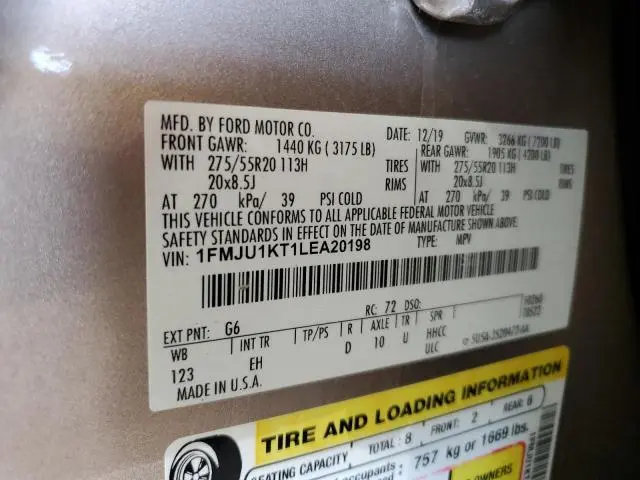 MFD. BY FORD MOTOR CO.
DATE: 12/19 GVWR: 3266 KG (7200 LB)
FRONT GAWR: 1440 KG (3175 LB) REAR GAWR: 1905 KG (4200 LB)
WITH 275/55R20 113H TIRES WITH 275/55R20 113H TIRES
20x8.5J RIMS 20x8.5J RIMS
AT 270 kPa/ 39 PSI COLD AT 270 kPa/ 39 PSI COLD
THIS VEHICLE CONFORMS TO ALL APPLICABLE FEDERAL MOTOR VEHICLE
SAFETY STANDARDS IN EFFECT ON THE DATE OF MANUFACTURE SHOWN ABOVE.
VIN: 1FMJU1KT1LEA20198 TYPE: MPV
EXT PNT: G6 RC: 72 DSO:
WB INT TR TP/PS R AXLE TR SPR
123 EH D 10 U HHCC
ULC
MADE IN U.S.A.
TIRE AND LOADING INFORMATION
SEATING CAPACITY TOTAL: 8 FRONT: 2 REAR: 6
occupants 757 kg or 1669 lbs.
OWNERS